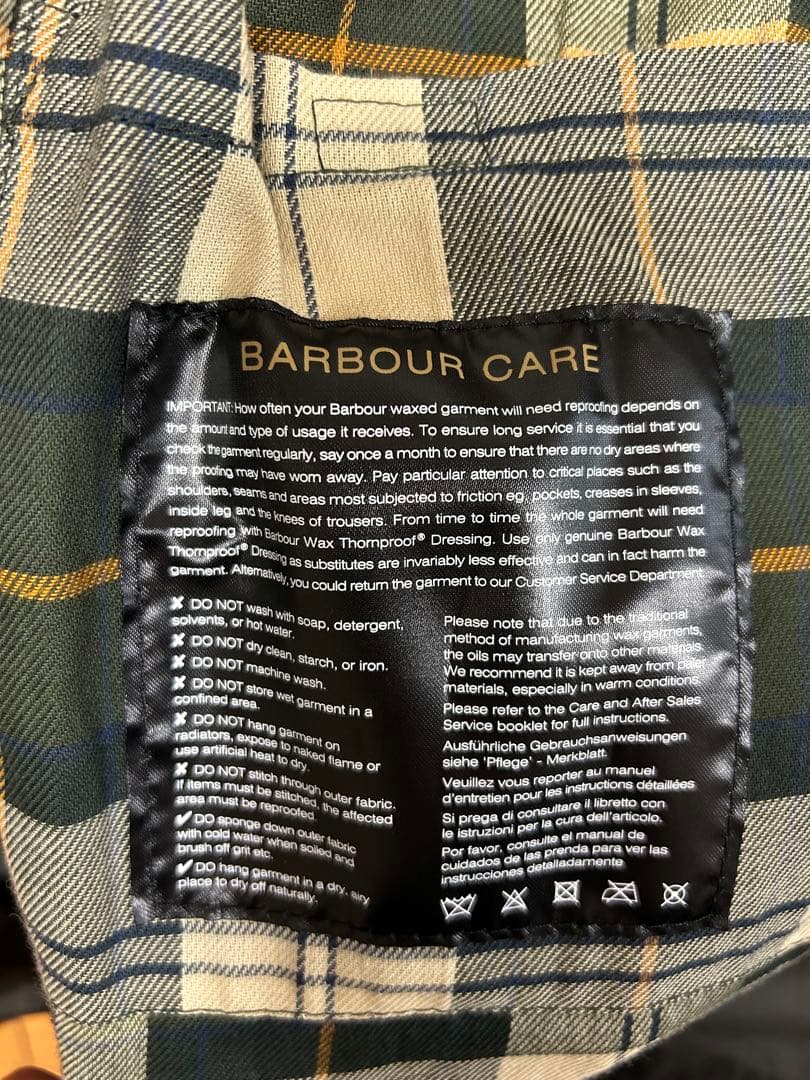 BARBOUR CARE
IMPORTANT: How often your Barbour waxed garment will need reproofing depends on
the amount and type of usage it receives. To ensure long service it is essential that you
check the garment regularly, say once a month to ensure that there are no dry areas where
the proofing may have worn away. Pay particular attention to critical places such as the
shoulders, seams and areas most subjected to friction eg. pockets, creases in sleeves,
inside leg and the knees of trousers. From time to time the whole garment will need
reproofing with Barbour Wax Thornproof® Dressing. Use only genuine Barbour Wax
Thornproof® Dressing as substitutes are invariably less effective and can in fact harm the
garment. Alternatively, you could return the garment to our Customer Service Department.
✘ DO NOT wash with soap, detergent,
solvents, or hot water.
✘ DO NOT dry clean, starch, or iron.
✘ DO NOT machine wash.
✘ DO NOT store wet garment in a
confined area.
✘ DO NOT hang garment on
radiators, expose to naked flame or
use artificial heat to dry.
✘ DO NOT stitch through outer fabric.
If items must be stitched, the affected
area must be reproofed.
✔ DO sponge down outer fabric
with cold water when soiled and
brush off grit etc.
✔ DO hang garment in a dry, airy
place to dry off naturally.
Please note that due to the traditional
method of manufacturing wax garments,
the oils may transfer onto other materials.
We recommend it is kept away from paler
materials, especially in warm conditions.
Please refer to the Care and After Sales
Service booklet for full instructions.
Ausführliche Gebrauchsanweisungen
siehe 'Pflege' - Merkblatt.
Veuillez vous reporter au manuel
d'entretien pour les instructions détaillées
Si prega di consultare il libretto con
le istruzioni per la cura dell'articolo.
Por favor, consulte el manual de
cuidados de las prenda para ver las
instrucciones detalladamente